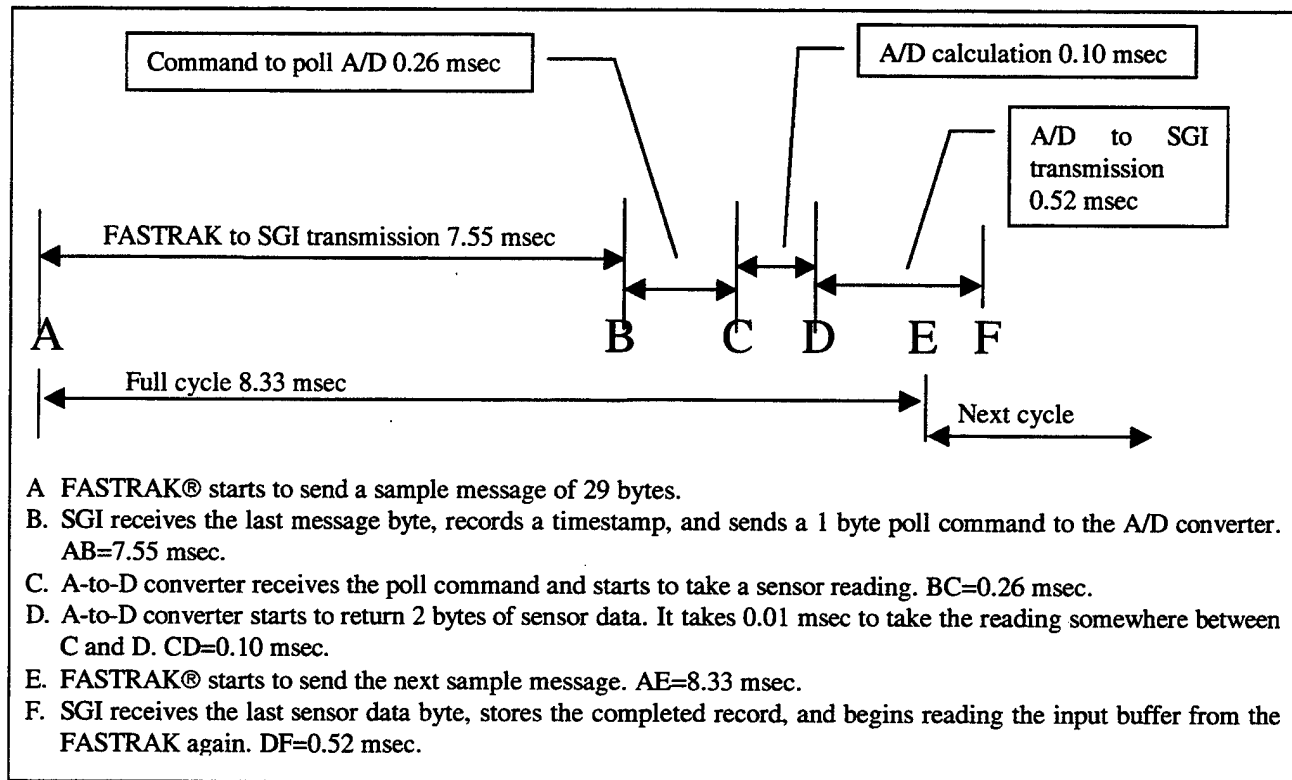 Command to poll A/D 0.26 msec
A/D calculation 0.10 msec
A/D to SGI
transmission
0.52 msec
FASTRAK to SGI transmission 7.55 msec
A B C D E F
Full cycle 8.33 msec
Next cycle
A FASTRAK® starts to send a sample message of 29 bytes.
B. SGI receives the last message byte, records a timestamp, and sends a 1 byte poll command to the A/D converter.
AB=7.55 msec.
C. A-to-D converter receives the poll command and starts to take a sensor reading. BC=0.26 msec.
D. A-to-D converter starts to return 2 bytes of sensor data. It takes 0.01 msec to take the reading somewhere between
C and D. CD=0.10 msec.
E. FASTRAK® starts to send the next sample message. AE=8.33 msec.
F. SGI receives the last sensor data byte, stores the completed record, and begins reading the input buffer from the
FASTRAK again. DF=0.52 msec.